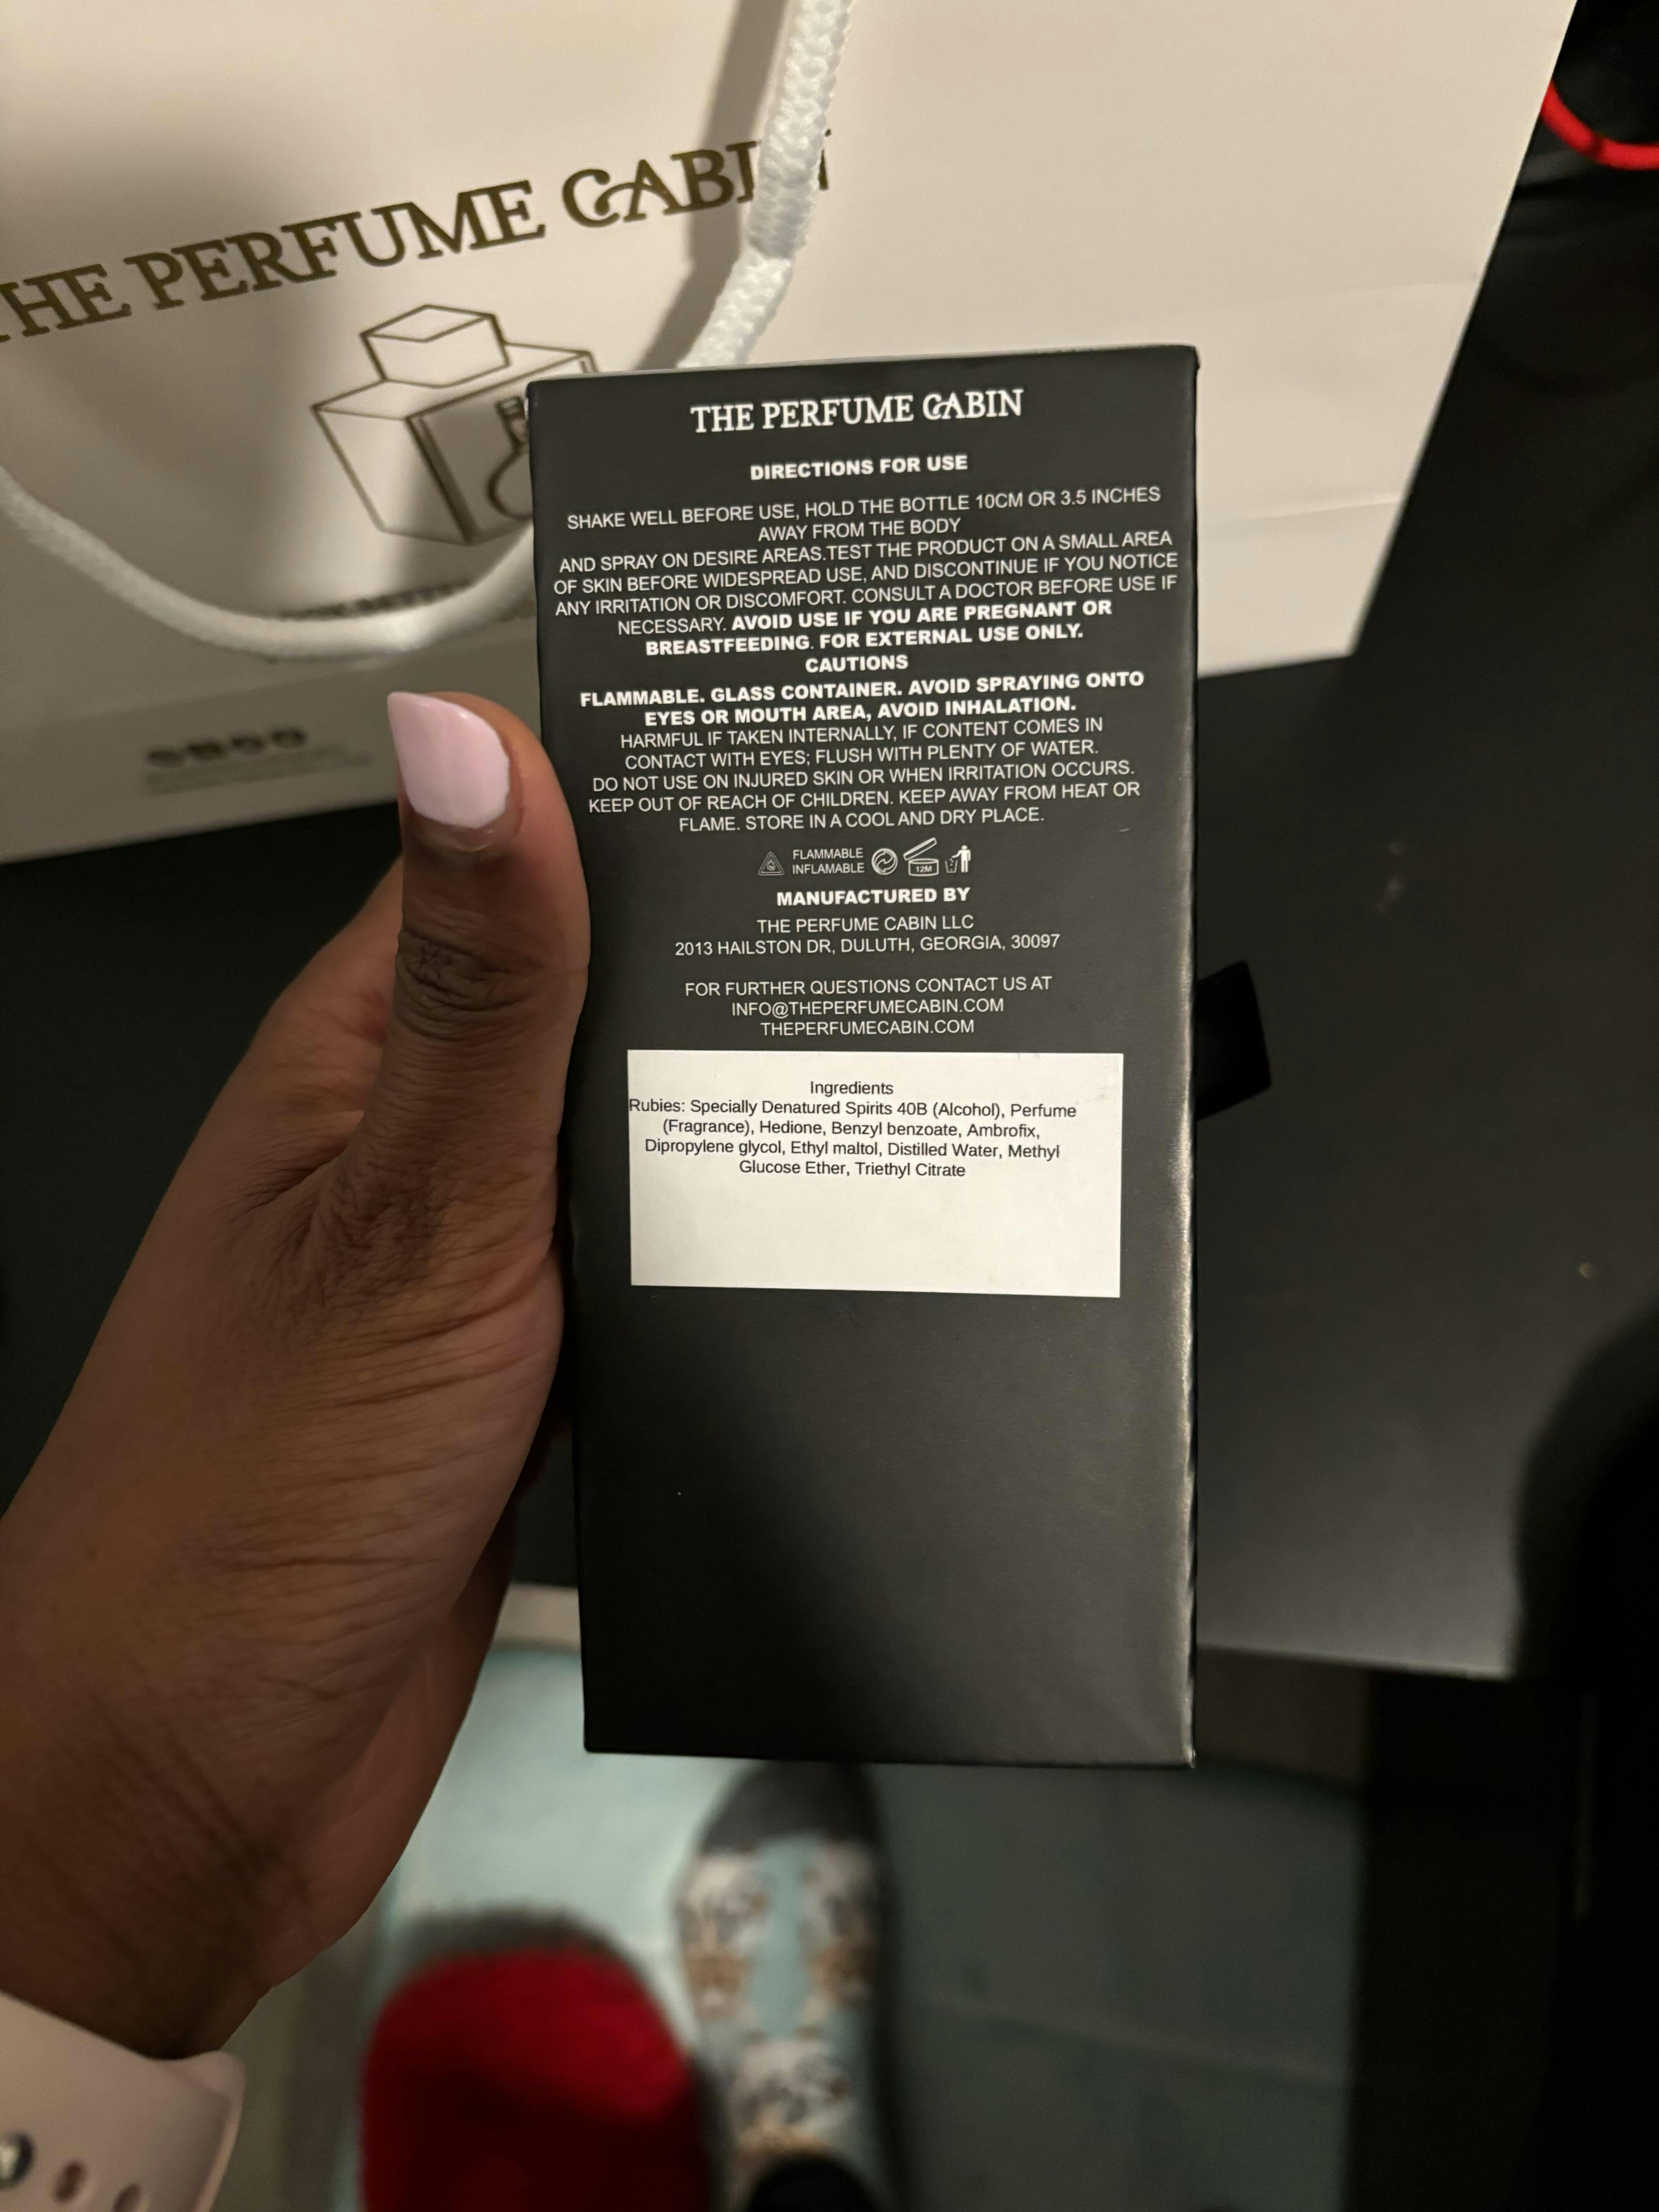 THE PERFUME CABIN
THE PERFUME CABIN
DIRECTIONS FOR USE
SHAKE WELL BEFORE USE, HOLD THE BOTTLE 10CM OR 3.5 INCHES
AWAY FROM THE BODY
AND SPRAY ON DESIRE AREAS.TEST THE PRODUCT ON A SMALL AREA
OF SKIN BEFORE WIDESPREAD USE, AND DISCONTINUE IF YOU NOTICE
ANY IRRITATION OR DISCOMFORT. CONSULT A DOCTOR BEFORE USE IF
NECESSARY. AVOID USE IF YOU ARE PREGNANT OR
BREASTFEEDING. FOR EXTERNAL USE ONLY.
CAUTIONS
FLAMMABLE. GLASS CONTAINER. AVOID SPRAYING ONTO
EYES OR MOUTH AREA, AVOID INHALATION.
HARMFUL IF TAKEN INTERNALLY, IF CONTENT COMES IN
CONTACT WITH EYES; FLUSH WITH PLENTY OF WATER.
DO NOT USE ON INJURED SKIN OR WHEN IRRITATION OCCURS.
KEEP OUT OF REACH OF CHILDREN. KEEP AWAY FROM HEAT OR
FLAME. STORE IN A COOL AND DRY PLACE.
FLAMMABLE
INFLAMABLE
12M
MANUFACTURED BY
THE PERFUME CABIN LLC
2013 HAILSTON DR, DULUTH, GEORGIA, 30097
FOR FURTHER QUESTIONS CONTACT US AT
INFO@THEPERFUMECABIN.COM
THEPERFUMECABIN.COM
Ingredients
Rubies: Specially Denatured Spirits 40B (Alcohol), Perfume
(Fragrance), Hedione, Benzyl benzoate, Ambrofix,
Dipropylene glycol, Ethyl maltol, Distilled Water, Methyl
Glucose Ether, Triethyl Citrate